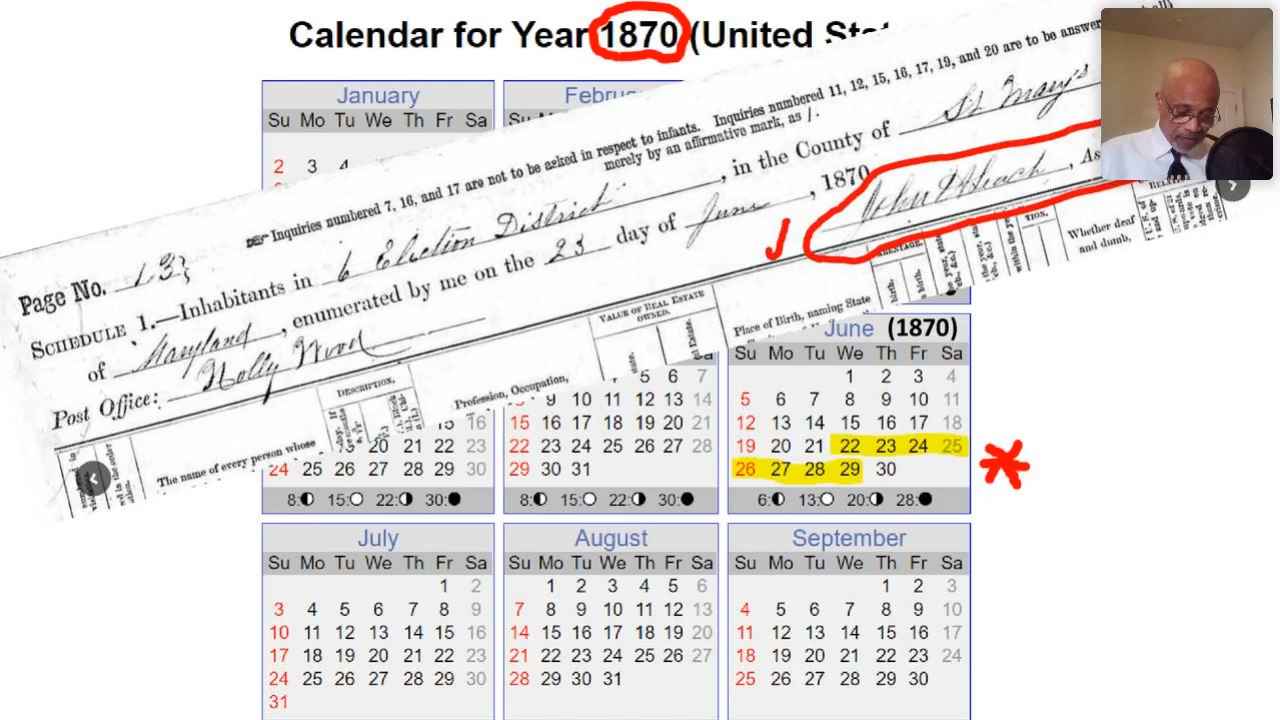 Calendar for Year 1870 (United Sta
January
Su Mo Tu We Th Fr Sa
2 3 4
Februa
Su
Inquiries numbered 7, 16, and 17 are not to be asked in respect to infants. Inquiries numbered 11, 12, 15, 16, 17, 19, and 20 are to be answer
merely by an affirmative mark, as /.
Page No. 13
SCHEDULE 1.—Inhabitants in 6 Election District, in the County of St Mary's
of Maryland, enumerated by me on the 23 day of June, 1870
Post Office: Holly Wood
John
As
The name of every person whose
DESCRIPTION.
Profession, Occupation,
VALUE OF REAL ESTATE OWNED.
Place of Birth, naming State
TION.
Whether deaf
and dumb,
16
20 21 22 23
24 25 26 27 28 29 30
8: 15: 22: 30:
5 6 7
9 10 11 12 13 14
15 16 17 18 19 20 21
22 23 24 25 26 27 28
29 30 31
8: 15: 22: 30:
June (1870)
Su Mo Tu We Th Fr Sa
1 2 3 4
5 6 7 8 9 10 11
12 13 14 15 16 17 18
19 20 21 22 23 24 25
26 27 28 29 30
6: 13: 20: 28:
July
Su Mo Tu We Th Fr Sa
1 2
3 4 5 6 7 8 9
10 11 12 13 14 15 16
17 18 19 20 21 22 23
24 25 26 27 28 29 30
31
August
Su Mo Tu We Th Fr Sa
1 2 3 4 5 6
7 8 9 10 11 12 13
14 15 16 17 18 19 20
21 22 23 24 25 26 27
28 29 30 31
September
Su Mo Tu We Th Fr Sa
1 2 3
4 5 6 7 8 9 10
11 12 13 14 15 16 17
18 19 20 21 22 23 24
25 26 27 28 29 30